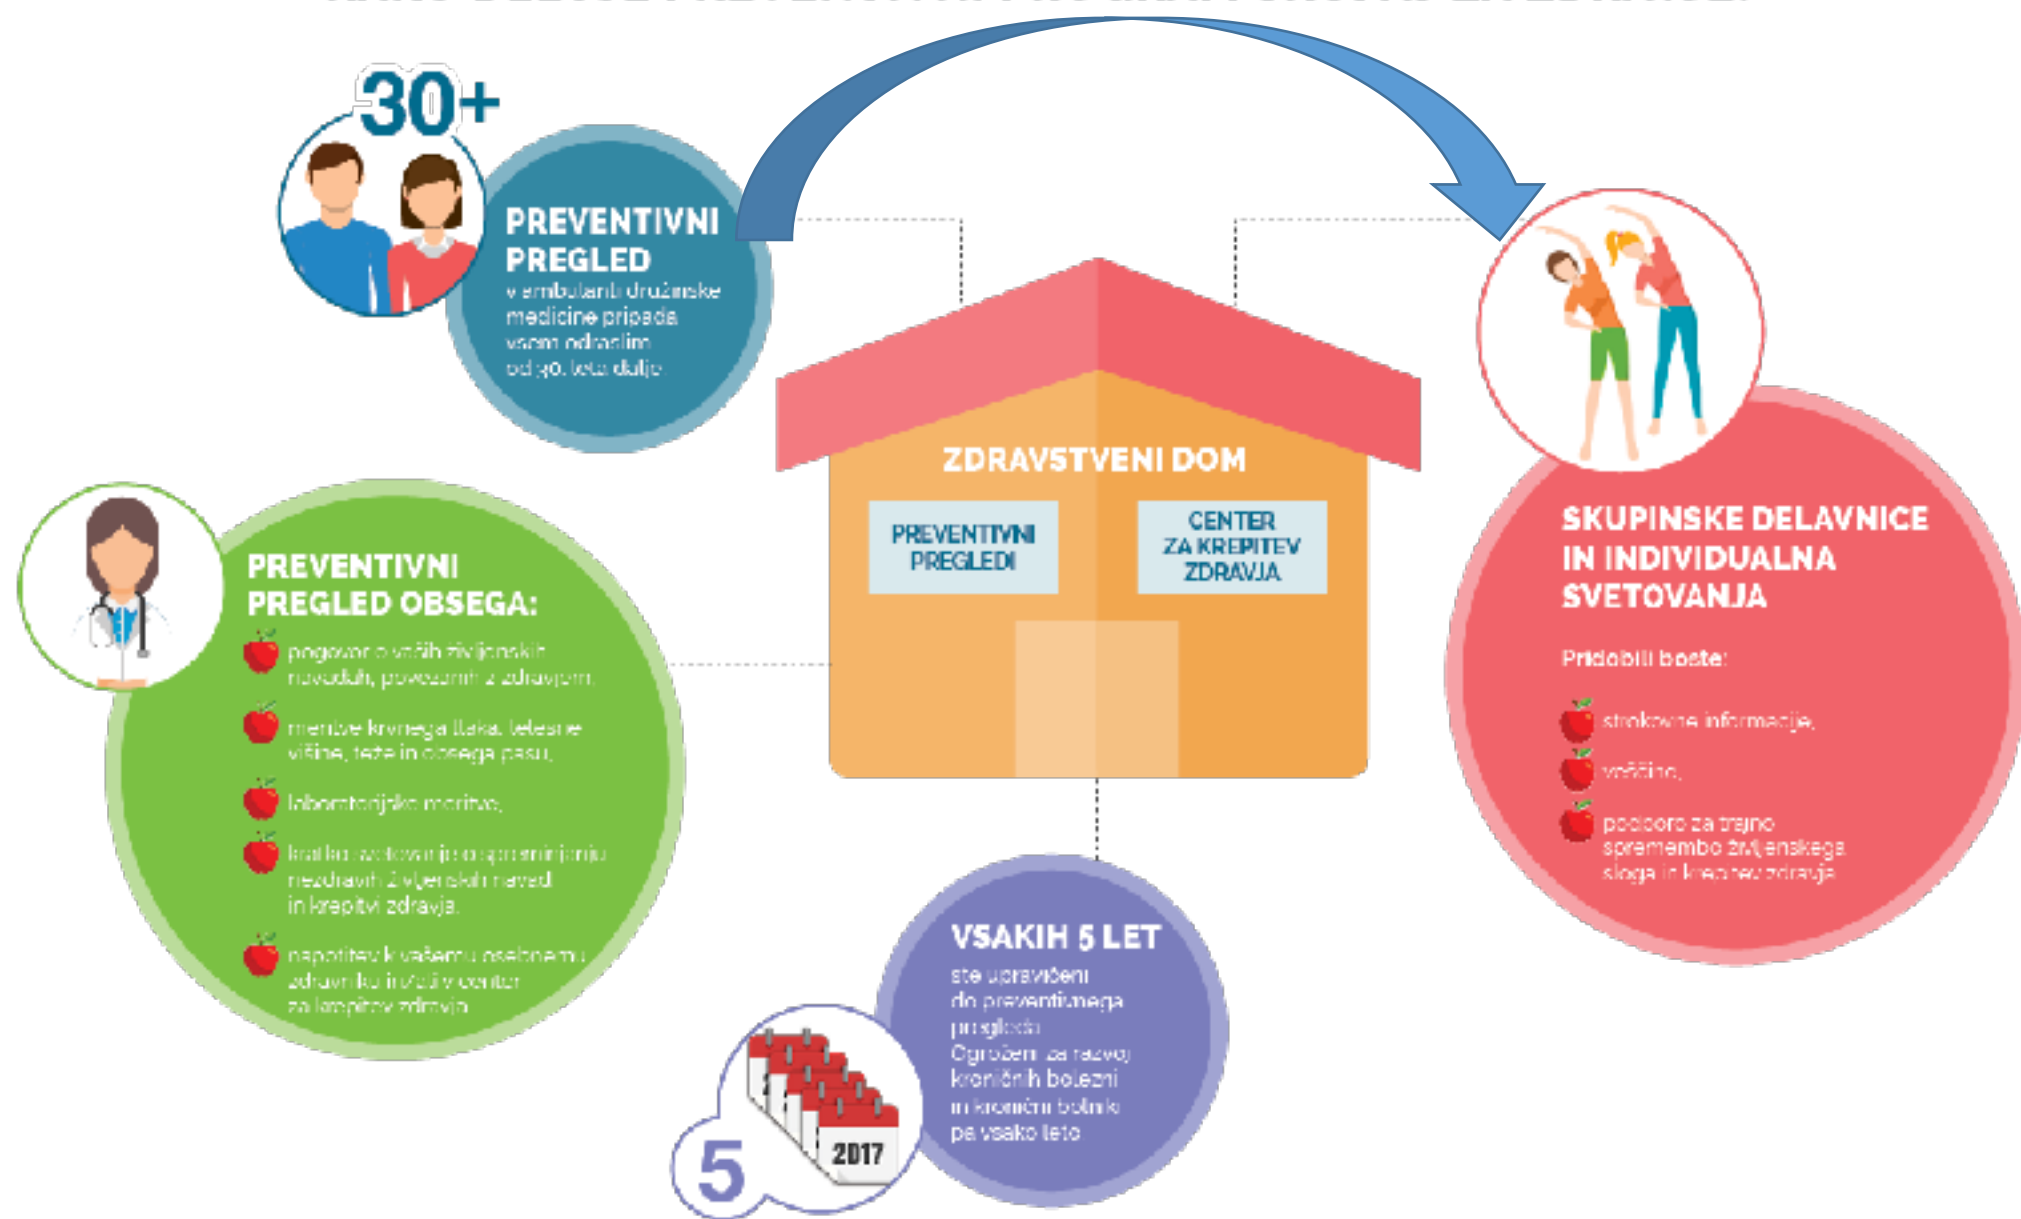 30+
PREVENTIVNI
PREGLED
v ambulanti družinske
medicine pripada
vsem odraslim
od 30. leta dalje
ZDRAVSTVENI DOM
PREVENTIVNI
PREGLEDI
CENTER
ZA KREPITEV
ZDRAVJA
PREVENTIVNI
PREGLED OBSEGA:
pogovor o vaših življenskih
navadah, povezanih z zdravjem,
meritve krvnega tlaka, telesne
višine, teže in obsega pasu,
laboratorijske meritve,
kratko svetovanje o spreminjanju
nezdravih življenskih navad
in krepitvi zdravja,
napotitev k vašemu osebnemu
zdravniku in/ali v center
za krepitev zdravja
SKUPINSKE DELAVNICE
IN INDIVIDUALNA
SVETOVANJA
Pridobili boste:
strokovne informacije,
veščine,
podporo za trajno
spremembo življenskega
sloga in krepitev zdravja
VSAKIH 5 LET
ste upravičeni
do preventivnega
pregleda
Ogroženi za razvoj
kroničnih bolezni
in kronični bolniki
pa vsako leto
2017
5